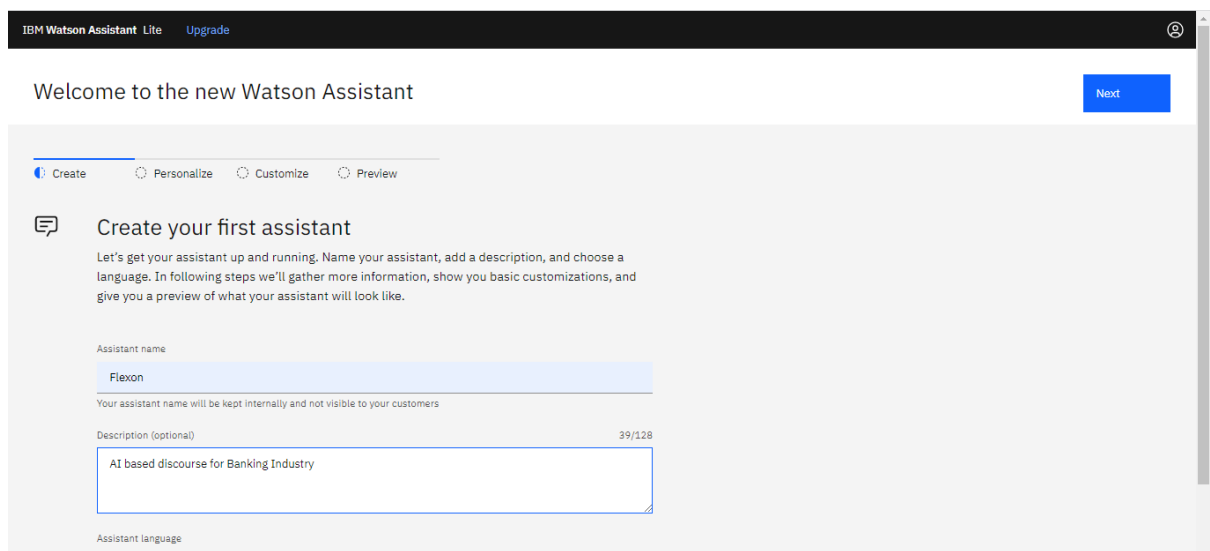 IBM Watson Assistant Lite Upgrade
Welcome to the new Watson Assistant
Next
Create Personalize Customize Preview
Create your first assistant
Let's get your assistant up and running. Name your assistant, add a description, and choose a
language. In following steps we'll gather more information, show you basic customizations, and
give you a preview of what your assistant will look like.
Assistant name
Flexon
Your assistant name will be kept internally and not visible to your customers
Description (optional) 39/128
AI based discourse for Banking Industry
Assistant language